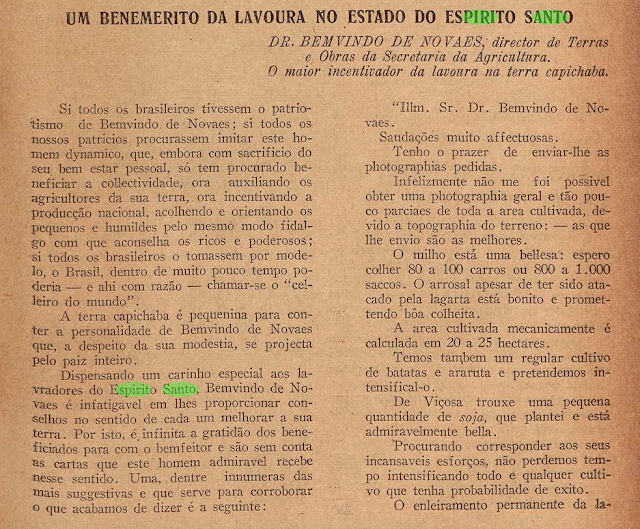 UM BENEMERITO DA LAVOURA NO ESTADO DO ESPIRITO SANTO
DR. BEMVINDO DE NOVAES, director de Terras
e Obras da Secretaria da Agricultura.
O maior incentivador da lavoura na terra capichaba.
Si todos os brasileiros tivessem o patrio-
tismo de Bemvindo de Novaes; si todos os
nossos patricios procurassem imitar este ho-
mem dynamico, que, embora com sacrificio do
seu bem estar pessoal, só tem procurado be-
neficiar a collectividade, ora auxiliando os
agricultores da sua terra, ora incentivando a
producção nacional, acolhendo e orientando os
pequenos e humildes pelo mesmo modo fidal-
go com que aconselha os ricos e poderosos;
si todos os brasileiros o tomassem por mode-
lo, o Brasil, dentro de muito pouco tempo po-
deria — e ahi com razão — chamar-se o "cel-
leiro do mundo".
A terra capichaba é pequenina para con-
ter a personalidade de Bemvindo de Novaes
que, a despeito da sua modestia, se projecta
pelo paiz inteiro.
Dispensando um carinho especial aos la-
vradores do Espirito Santo, Bemvindo de No-
vaes é infatigavel em lhes proporcionar con-
selhos no sentido de cada um melhorar a sua
terra. Por isto, é infinita a gratidão dos bene-
ficiados para com o bemfeitor e são sem conta
as cartas que este homem admiravel recebe
nesse sentido. Uma, dentre innumeras das
mais suggestivas e que serve para corroborar
o que acabamos de dizer é a seguinte:
"Illm. Sr. Dr. Bemvindo de No-
vaes.
Saudações muito affectuosas.
Tenho o prazer de enviar-lhe as
photographias pedidas.
Infelizmente não me foi possivel
obter uma photographia geral e tão pou-
co parciaes de toda a area cultivada, de-
vido a topographia do terreno; — as que
lhe envio são as melhores.
O milho está uma bellesa: espero
colher 80 a 100 carros ou 800 a 1.000
saccos. O arrosal apesar de ter sido ata-
cado pela lagarta está bonito e promet-
tendo bôa colheita.
A area cultivada mecanicamente é
calculada em 20 a 25 hectares.
Temos tambem um regular cultivo
de batatas e araruta e pretendemos in-
tensifical-o.
De Viçosa trouxe uma pequena
quantidade de soja, que plantei e está
admiravelmente bella.
Procurando corresponder aos seus
incansaveis esforços, não perdemos tem-
po intensificando todo e qualquer culti-
vo que tenha probabilidade de exito.
O enleiramento permanente da la-